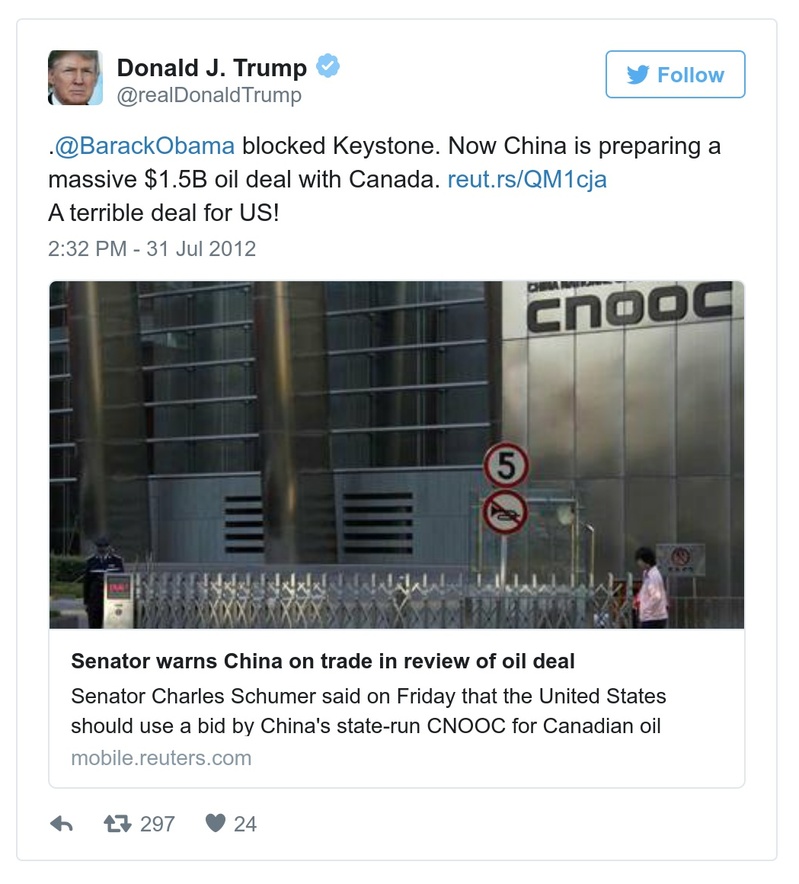 Donald J. Trump
@realDonaldTrump
Follow
.@BarackObama blocked Keystone. Now China is preparing a
massive $1.5B oil deal with Canada. reut.rs/QM1cja
A terrible deal for US!
2:32 PM - 31 Jul 2012
cnooc
5
Senator warns China on trade in review of oil deal
Senator Charles Schumer said on Friday that the United States
should use a bid by China's state-run CNOOC for Canadian oil
mobile.reuters.com
297
24